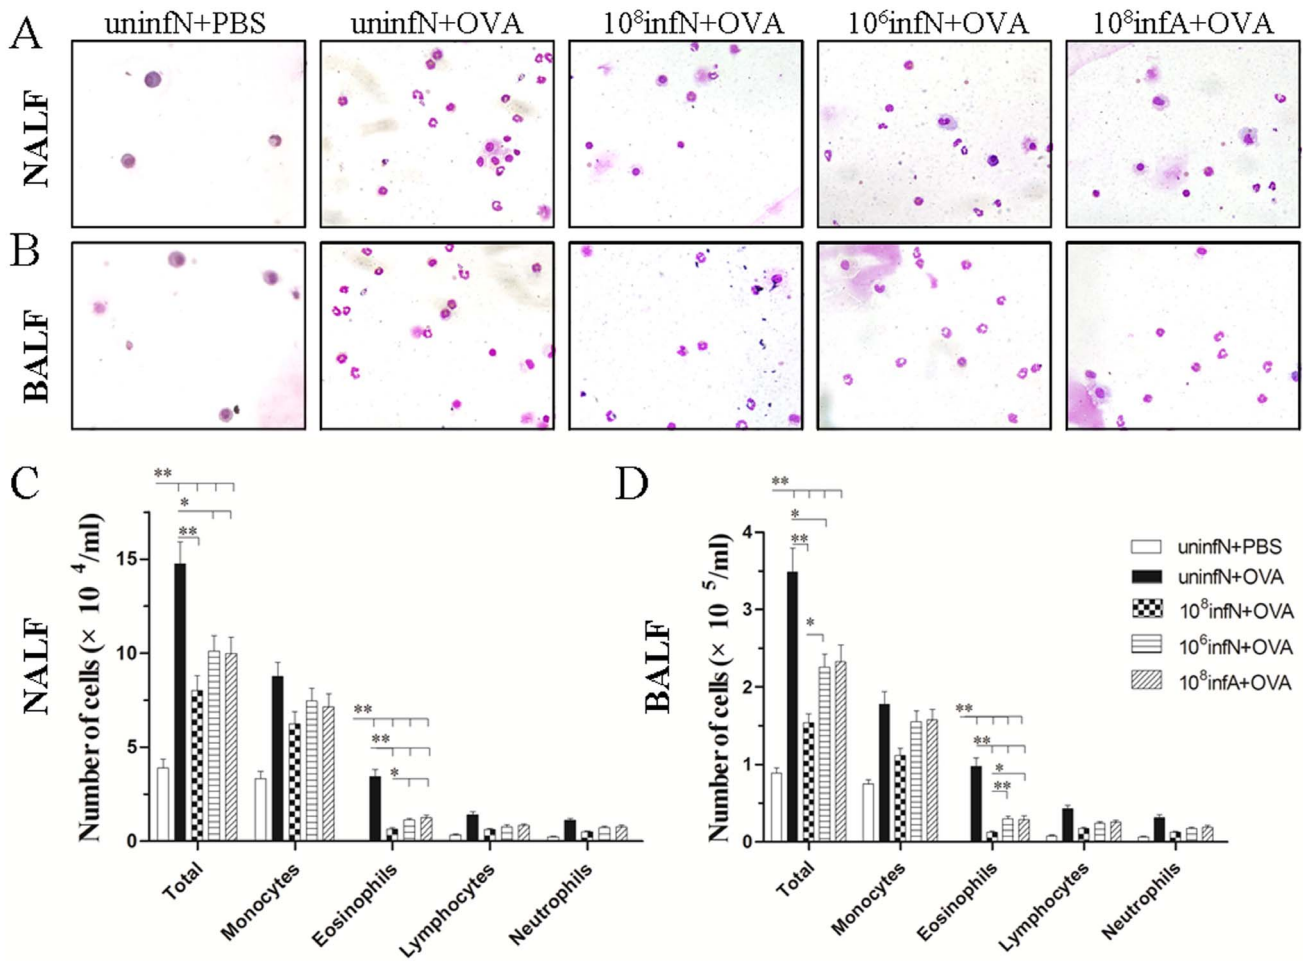 A
uninfN+PBS
uninfN+OVA
10⁸infN+OVA
10⁶infN+OVA
10⁸infA+OVA
NALF
B
BALF
C
NALF
Number of cells (× 10 ⁴/ml)
15
10
5
0
**
*
**
**
**
*
Total
Monocytes
Eosinophils
Lymphocytes
Neutrophils
D
BALF
Number of cells (× 10 ⁵/ml)
4
3
2
1
0
**
*
**
*
**
**
*
**
Total
Monocytes
Eosinophils
Lymphocytes
Neutrophils
uninfN+PBS
uninfN+OVA
10⁸infN+OVA
10⁶infN+OVA
10⁸infA+OVA